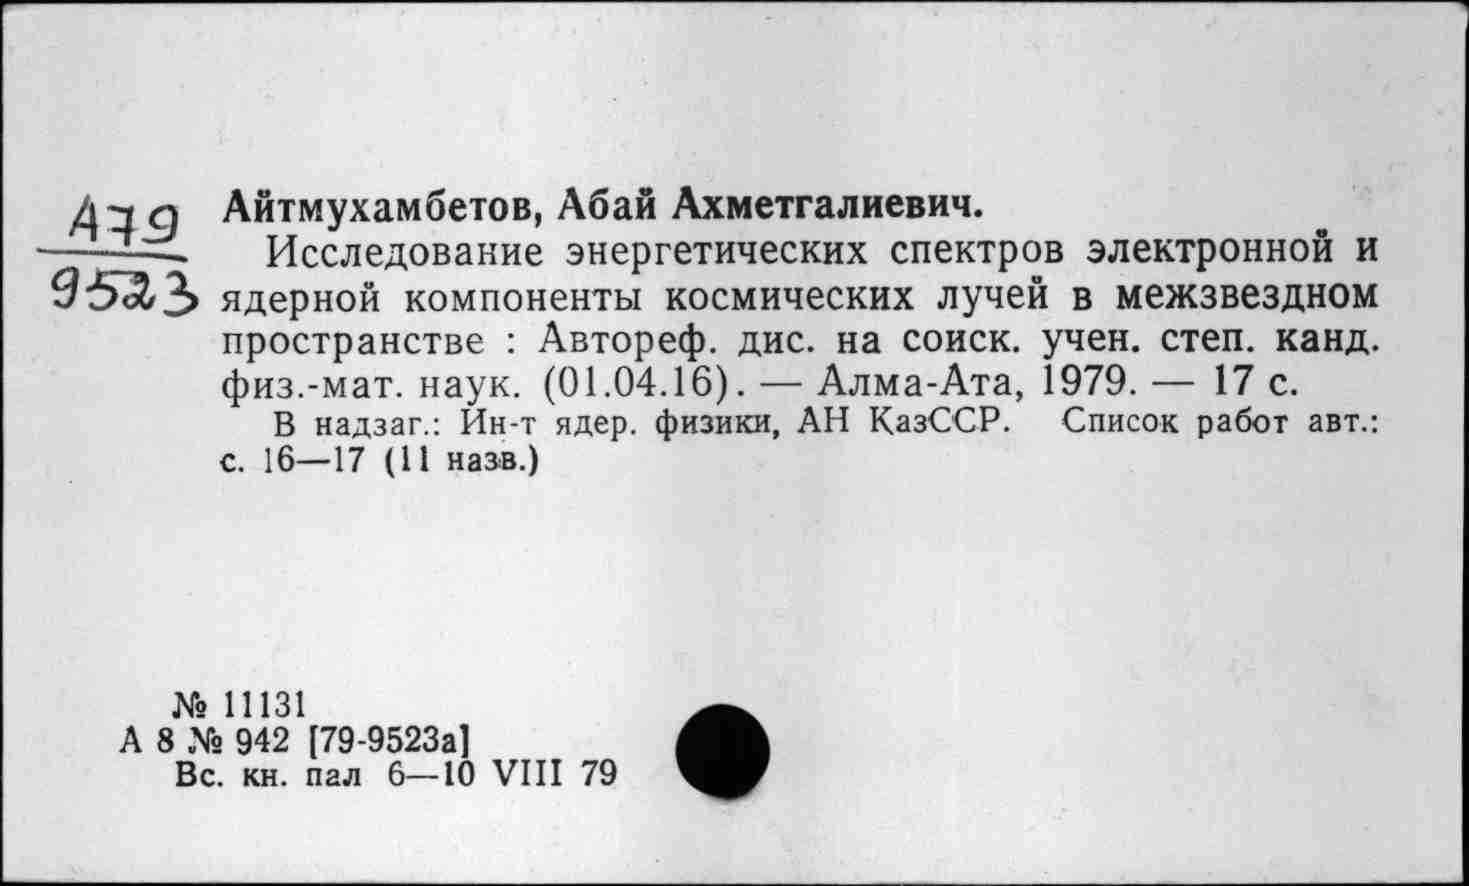 А79
9523
Айтмухамбетов, Абай Ахметгалиевич.
Исследование энергетических спектров электронной и
ядерной компоненты космических лучей в межзвездном
пространстве : Автореф. дис. на соиск. учен. степ. канд.
физ.-мат. наук. (01.04.16). — Алма-Ата, 1979. — 17 с.
В надзаг.: Ин-т ядер. физики, АН КазССР. Список работ авт.:
с. 16—17 (11 назв.)
№ 11131
А 8 № 942 [79-9523а]
Вс. кн. пал 6—10 VIII 79